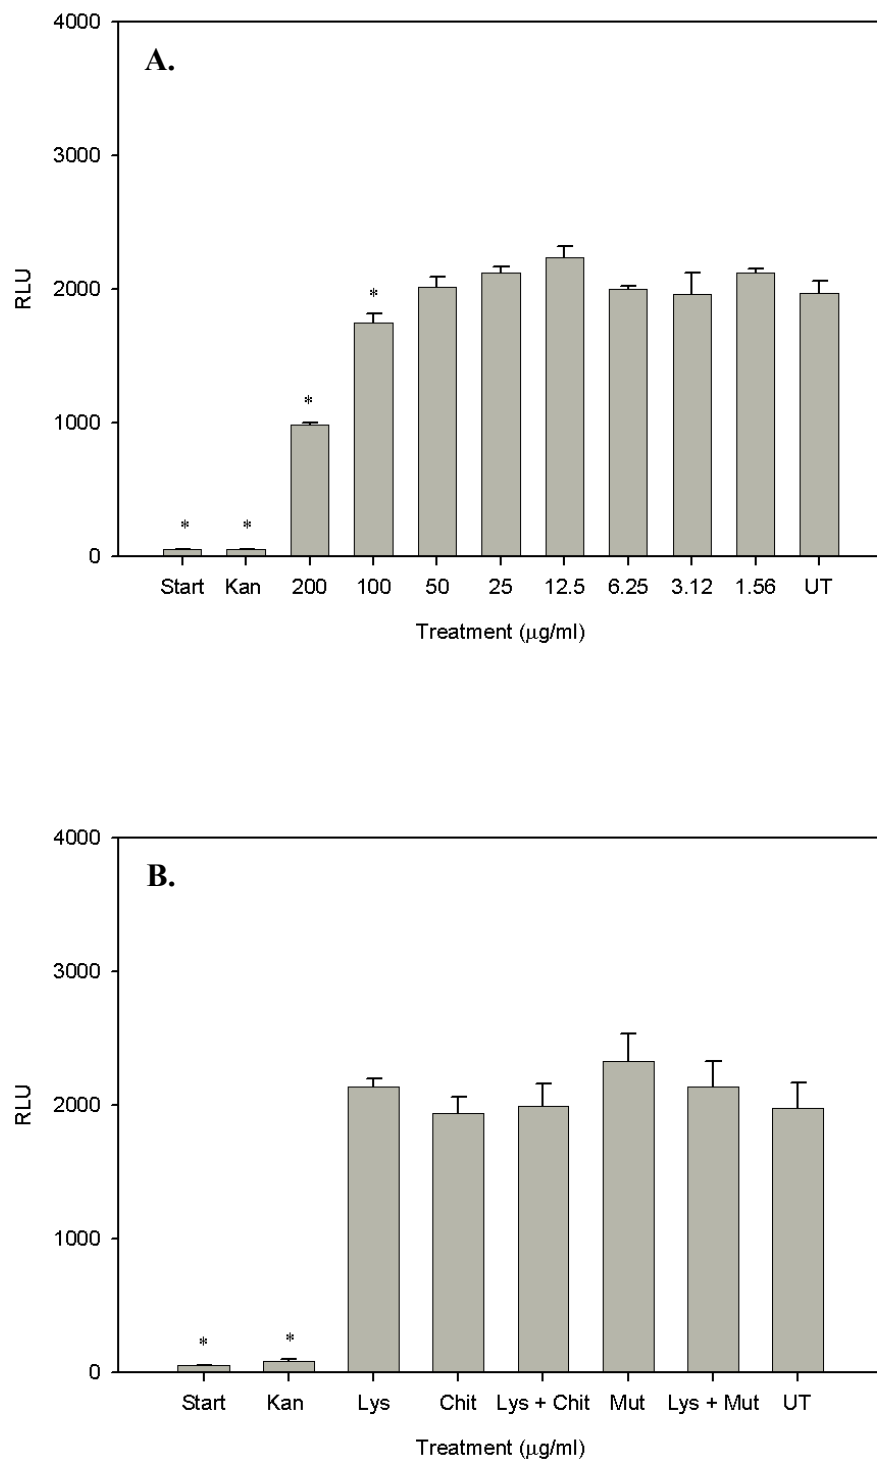 4000
A.
3000
RLU
2000
*
*
1000
*
* *
0
Start Kan 200 100 50 25 12.5 6.25 3.12 1.56 UT
Treatment (μg/ml)
4000
B.
3000
RLU
2000
1000
* *
0
Start Kan Lys Chit Lys + Chit Mut Lys + Mut UT
Treatment (μg/ml)